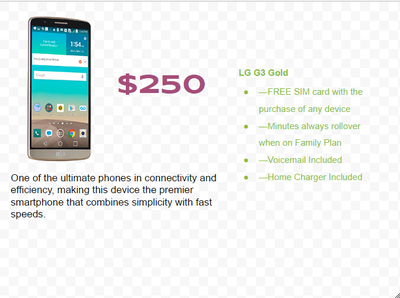 1:54
Google
$250
LG G3 Gold
● —FREE SIM card with the
purchase of any device
● —Minutes always rollover
when on Family Plan
● —Voicemail Included
● —Home Charger Included
One of the ultimate phones in connectivity and
efficiency, making this device the premier
smartphone that combines simplicity with fast
speeds.